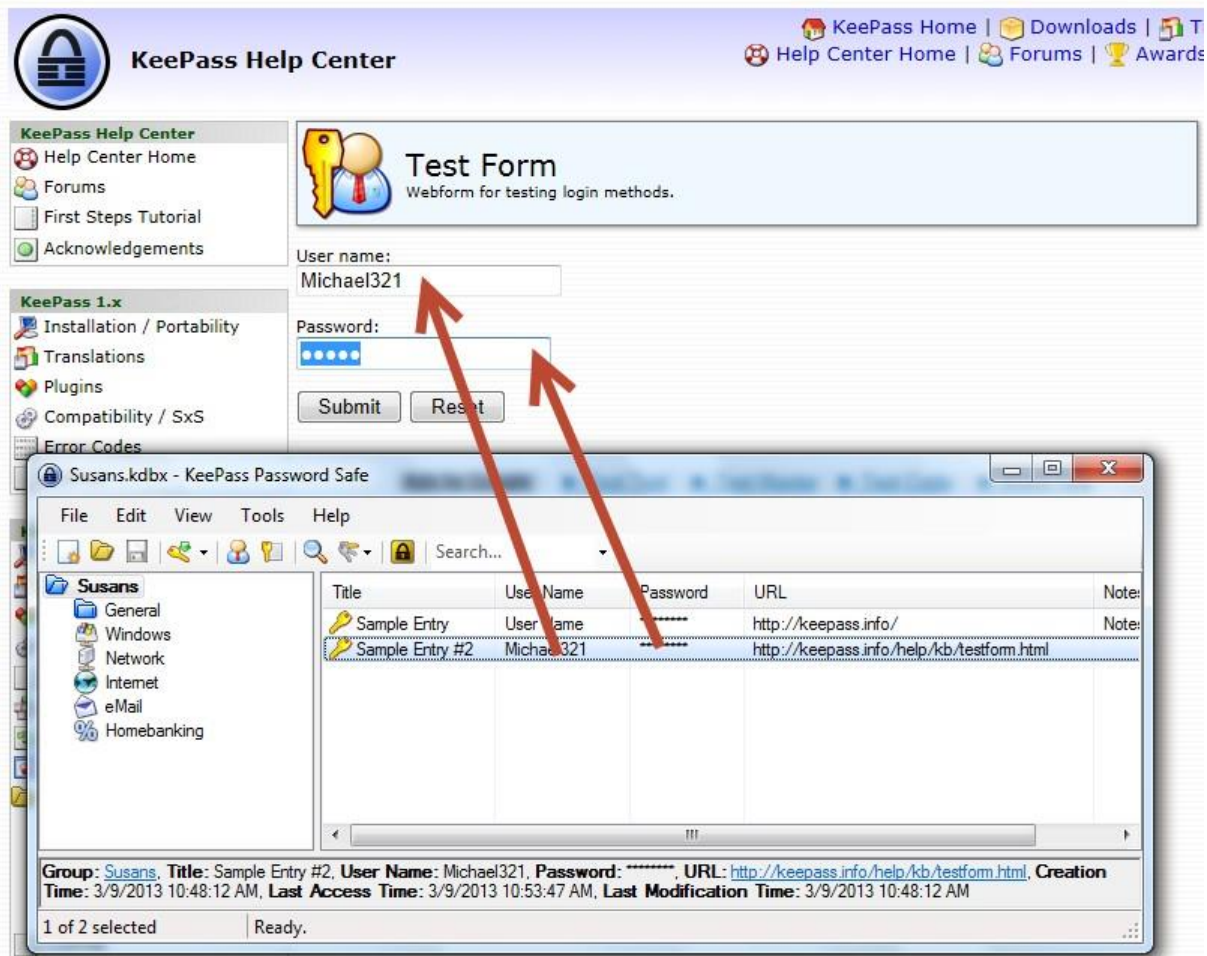 KeePass Home | Downloads | T
KeePass Help Center
Help Center Home | Forums | Awards
KeePass Help Center
Help Center Home
Forums
First Steps Tutorial
Acknowledgements
Test Form
Webform for testing login methods.
User name:
Michael321
Password:
●●●●●
Submit Reset
KeePass 1.x
Installation / Portability
Translations
Plugins
Compatibility / SxS
Error Codes
Susans.kdbx - KeePass Password Safe
File Edit View Tools Help
Search...
Susans
General
Windows
Network
Internet
eMail
Homebanking
Title User Name Password URL Notes
Sample Entry User Name ******** http://keepass.info/ Notes
Sample Entry #2 Michael321 ******** http://keepass.info/help/kb/testform.html
Group: Susans, Title: Sample Entry #2, User Name: Michael321, Password: ********, URL: http://keepass.info/help/kb/testform.html, Creation
Time: 3/9/2013 10:48:12 AM, Last Access Time: 3/9/2013 10:53:47 AM, Last Modification Time: 3/9/2013 10:48:12 AM
1 of 2 selected Ready.